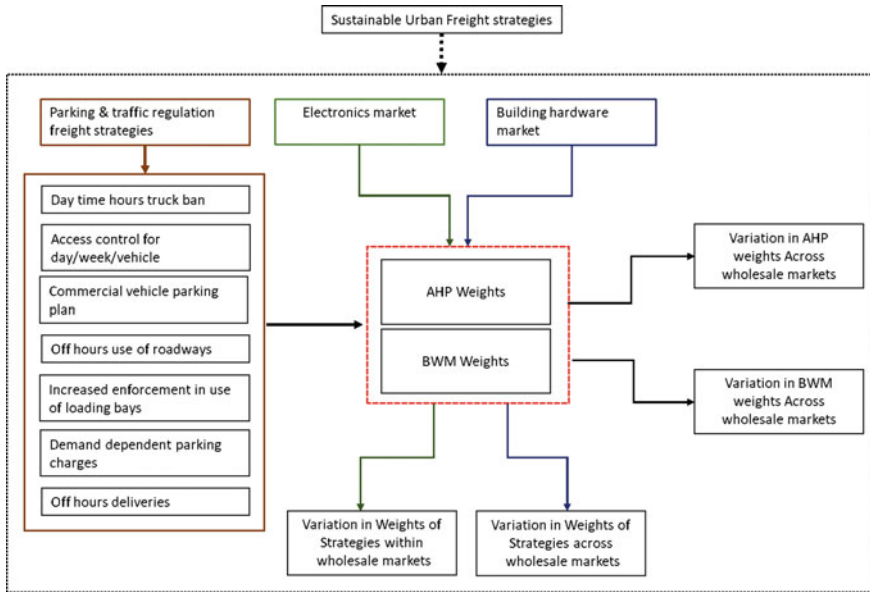 Sustainable Urban Freight strategies
Parking & traffic regulation
freight strategies
Electronics market
Building hardware
market
Day time hours truck ban
Access control for
day/week/vehicle
Commercial vehicle parking
plan
Off hours use of roadways
Increased enforcement in use
of loading bays
Demand dependent parking
charges
Off hours deliveries
AHP Weights
BWM Weights
Variation in AHP
weights Across
wholesale markets
Variation in BWM
weights Across
wholesale markets
Variation in Weights of
Strategies within
wholesale markets
Variation in Weights of
Strategies across
wholesale markets